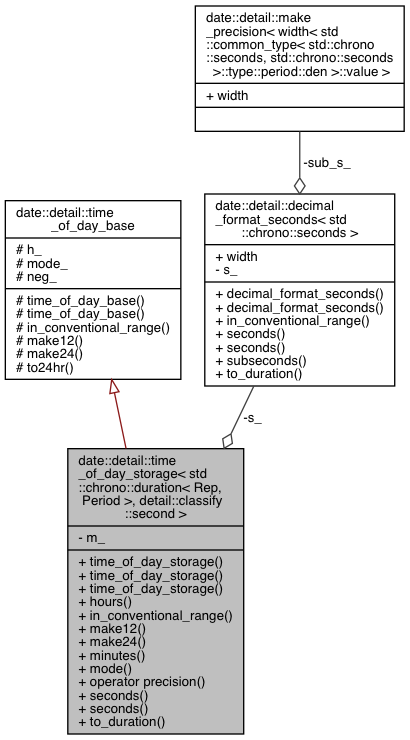 date::detail::make
_precision< width< std
::common_type< std::chrono
::seconds, std::chrono::seconds
>::type::period::den >::value >
+ width
-sub_s_
date::detail::time
_of_day_base
# h_
# mode_
# neg_
# time_of_day_base()
# time_of_day_base()
# in_conventional_range()
# make12()
# make24()
# to24hr()
date::detail::decimal
_format_seconds< std
::chrono::seconds >
+ width
- s_
+ decimal_format_seconds()
+ decimal_format_seconds()
+ in_conventional_range()
+ seconds()
+ seconds()
+ subseconds()
+ to_duration()
-s_
date::detail::time
_of_day_storage< std
::chrono::duration< Rep,
Period >, detail::classify
::second >
- m_
+ time_of_day_storage()
+ time_of_day_storage()
+ time_of_day_storage()
+ hours()
+ in_conventional_range()
+ make12()
+ make24()
+ minutes()
+ mode()
+ operator precision()
+ seconds()
+ seconds()
+ to_duration()